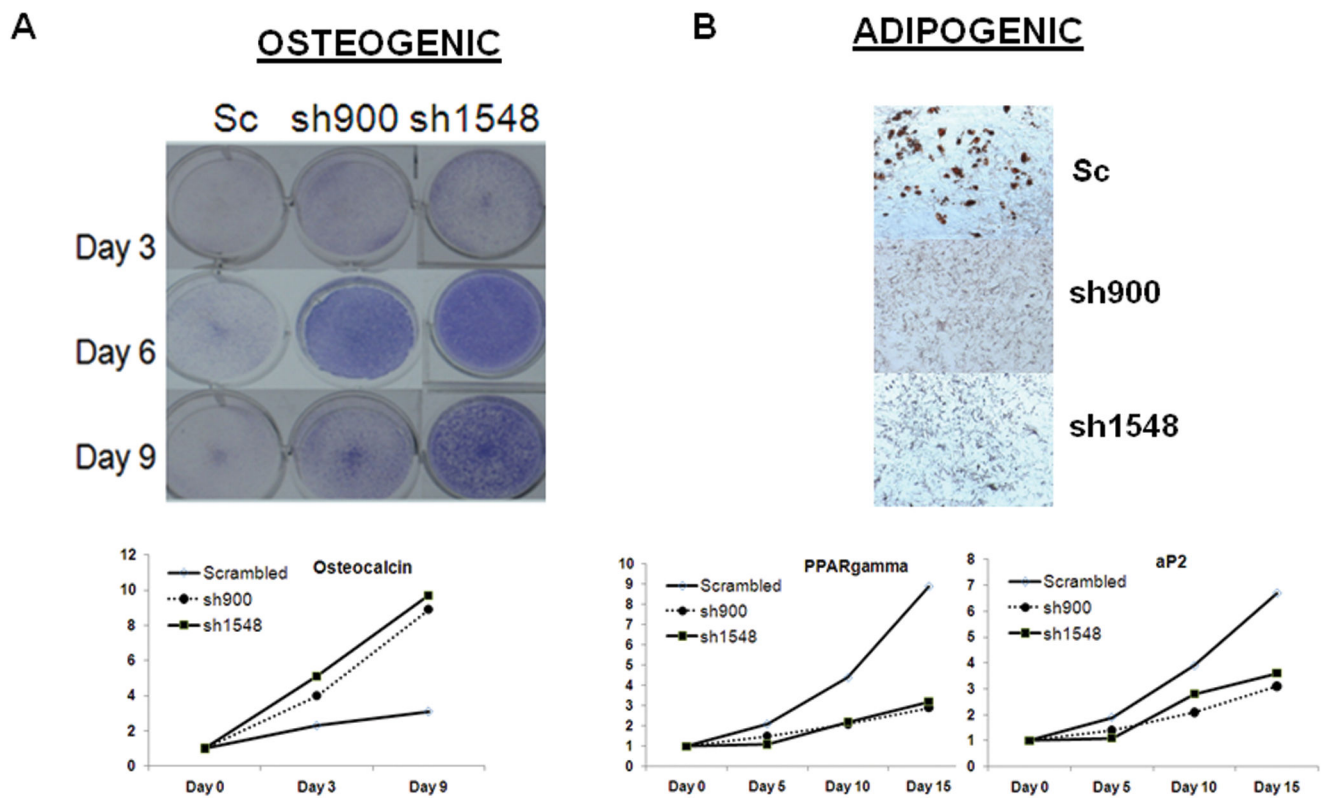 A
OSTEOGENIC
Sc sh900 sh1548
Day 3
Day 6
Day 9
12
10
8
6
4
2
0
Osteocalcin
Scrambled
sh900
sh1548
Day 0 Day 3 Day 9
B
ADIPOGENIC
Sc
sh900
sh1548
10
9
8
7
6
5
4
3
2
1
0
PPARgamma
Scrambled
sh900
sh1548
Day 0 Day 5 Day 10 Day 15
8
7
6
5
4
3
2
1
0
aP2
Scrambled
sh900
sh1548
Day 0 Day 5 Day 10 Day 15